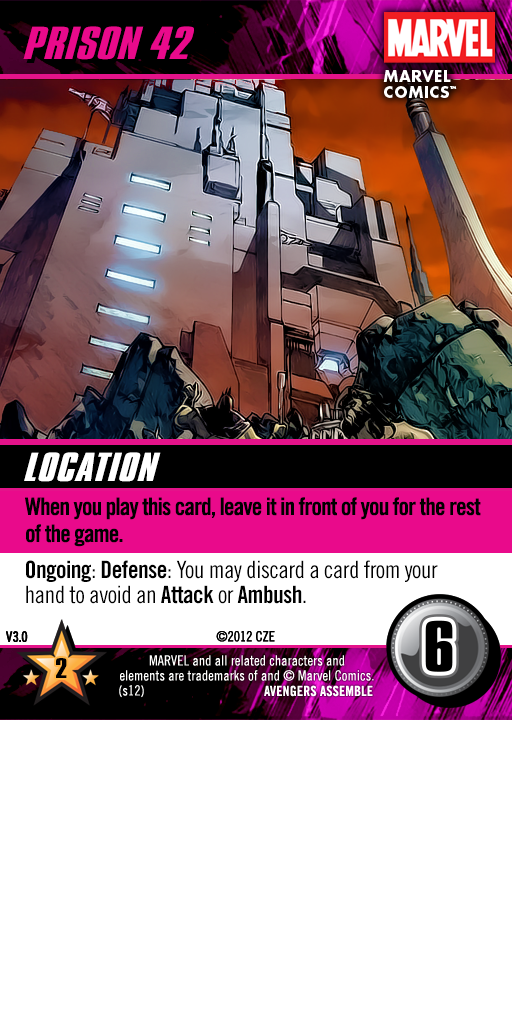 PRISON 42
MARVEL
MARVEL
COMICS™
LOCATION
When you play this card, leave it in front of you for the rest
of the game.
Ongoing: Defense: You may discard a card from your
hand to avoid an Attack or Ambush.
V3.0
©2012 CZE
2
6
MARVEL and all related characters and
elements are trademarks of and © Marvel Comics.
(s12)
AVENGERS ASSEMBLE